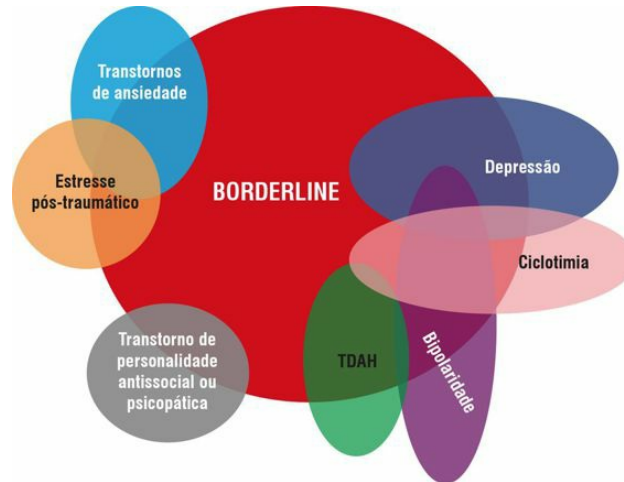 Transtornos
de ansiedade
Estresse
pós-traumático
BORDERLINE
Depressão
Ciclotimia
Transtorno de
personalidade
antissocial ou
psicopática
TDAH
Bipolaridade